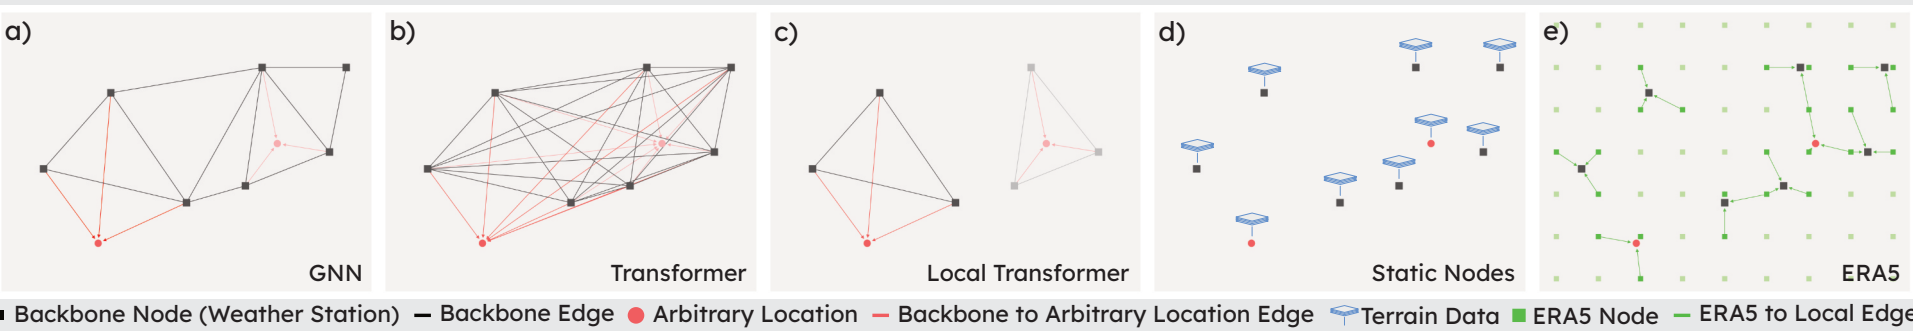 a) b) c) d) e)
GNN Transformer Local Transformer Static Nodes ERA5
Backbone Node (Weather Station) Backbone Edge Arbitrary Location Backbone to Arbitrary Location Edge Terrain Data ERA5 Node ERA5 to Local Edge